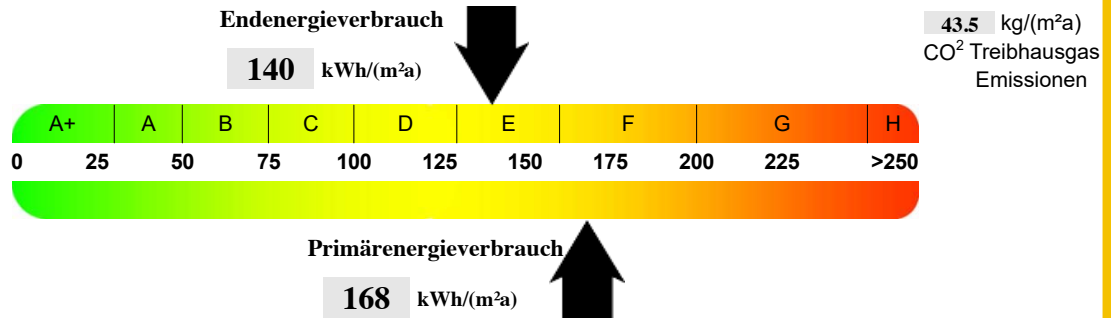 Endenergieverbrauch
140 kWh/(m²a)
43.5 kg/(m²a)
CO² Treibhausgas
Emissionen
A+ A B C D E F G H
0 25 50 75 100 125 150 175 200 225 >250
Primärenergieverbrauch
168 kWh/(m²a)